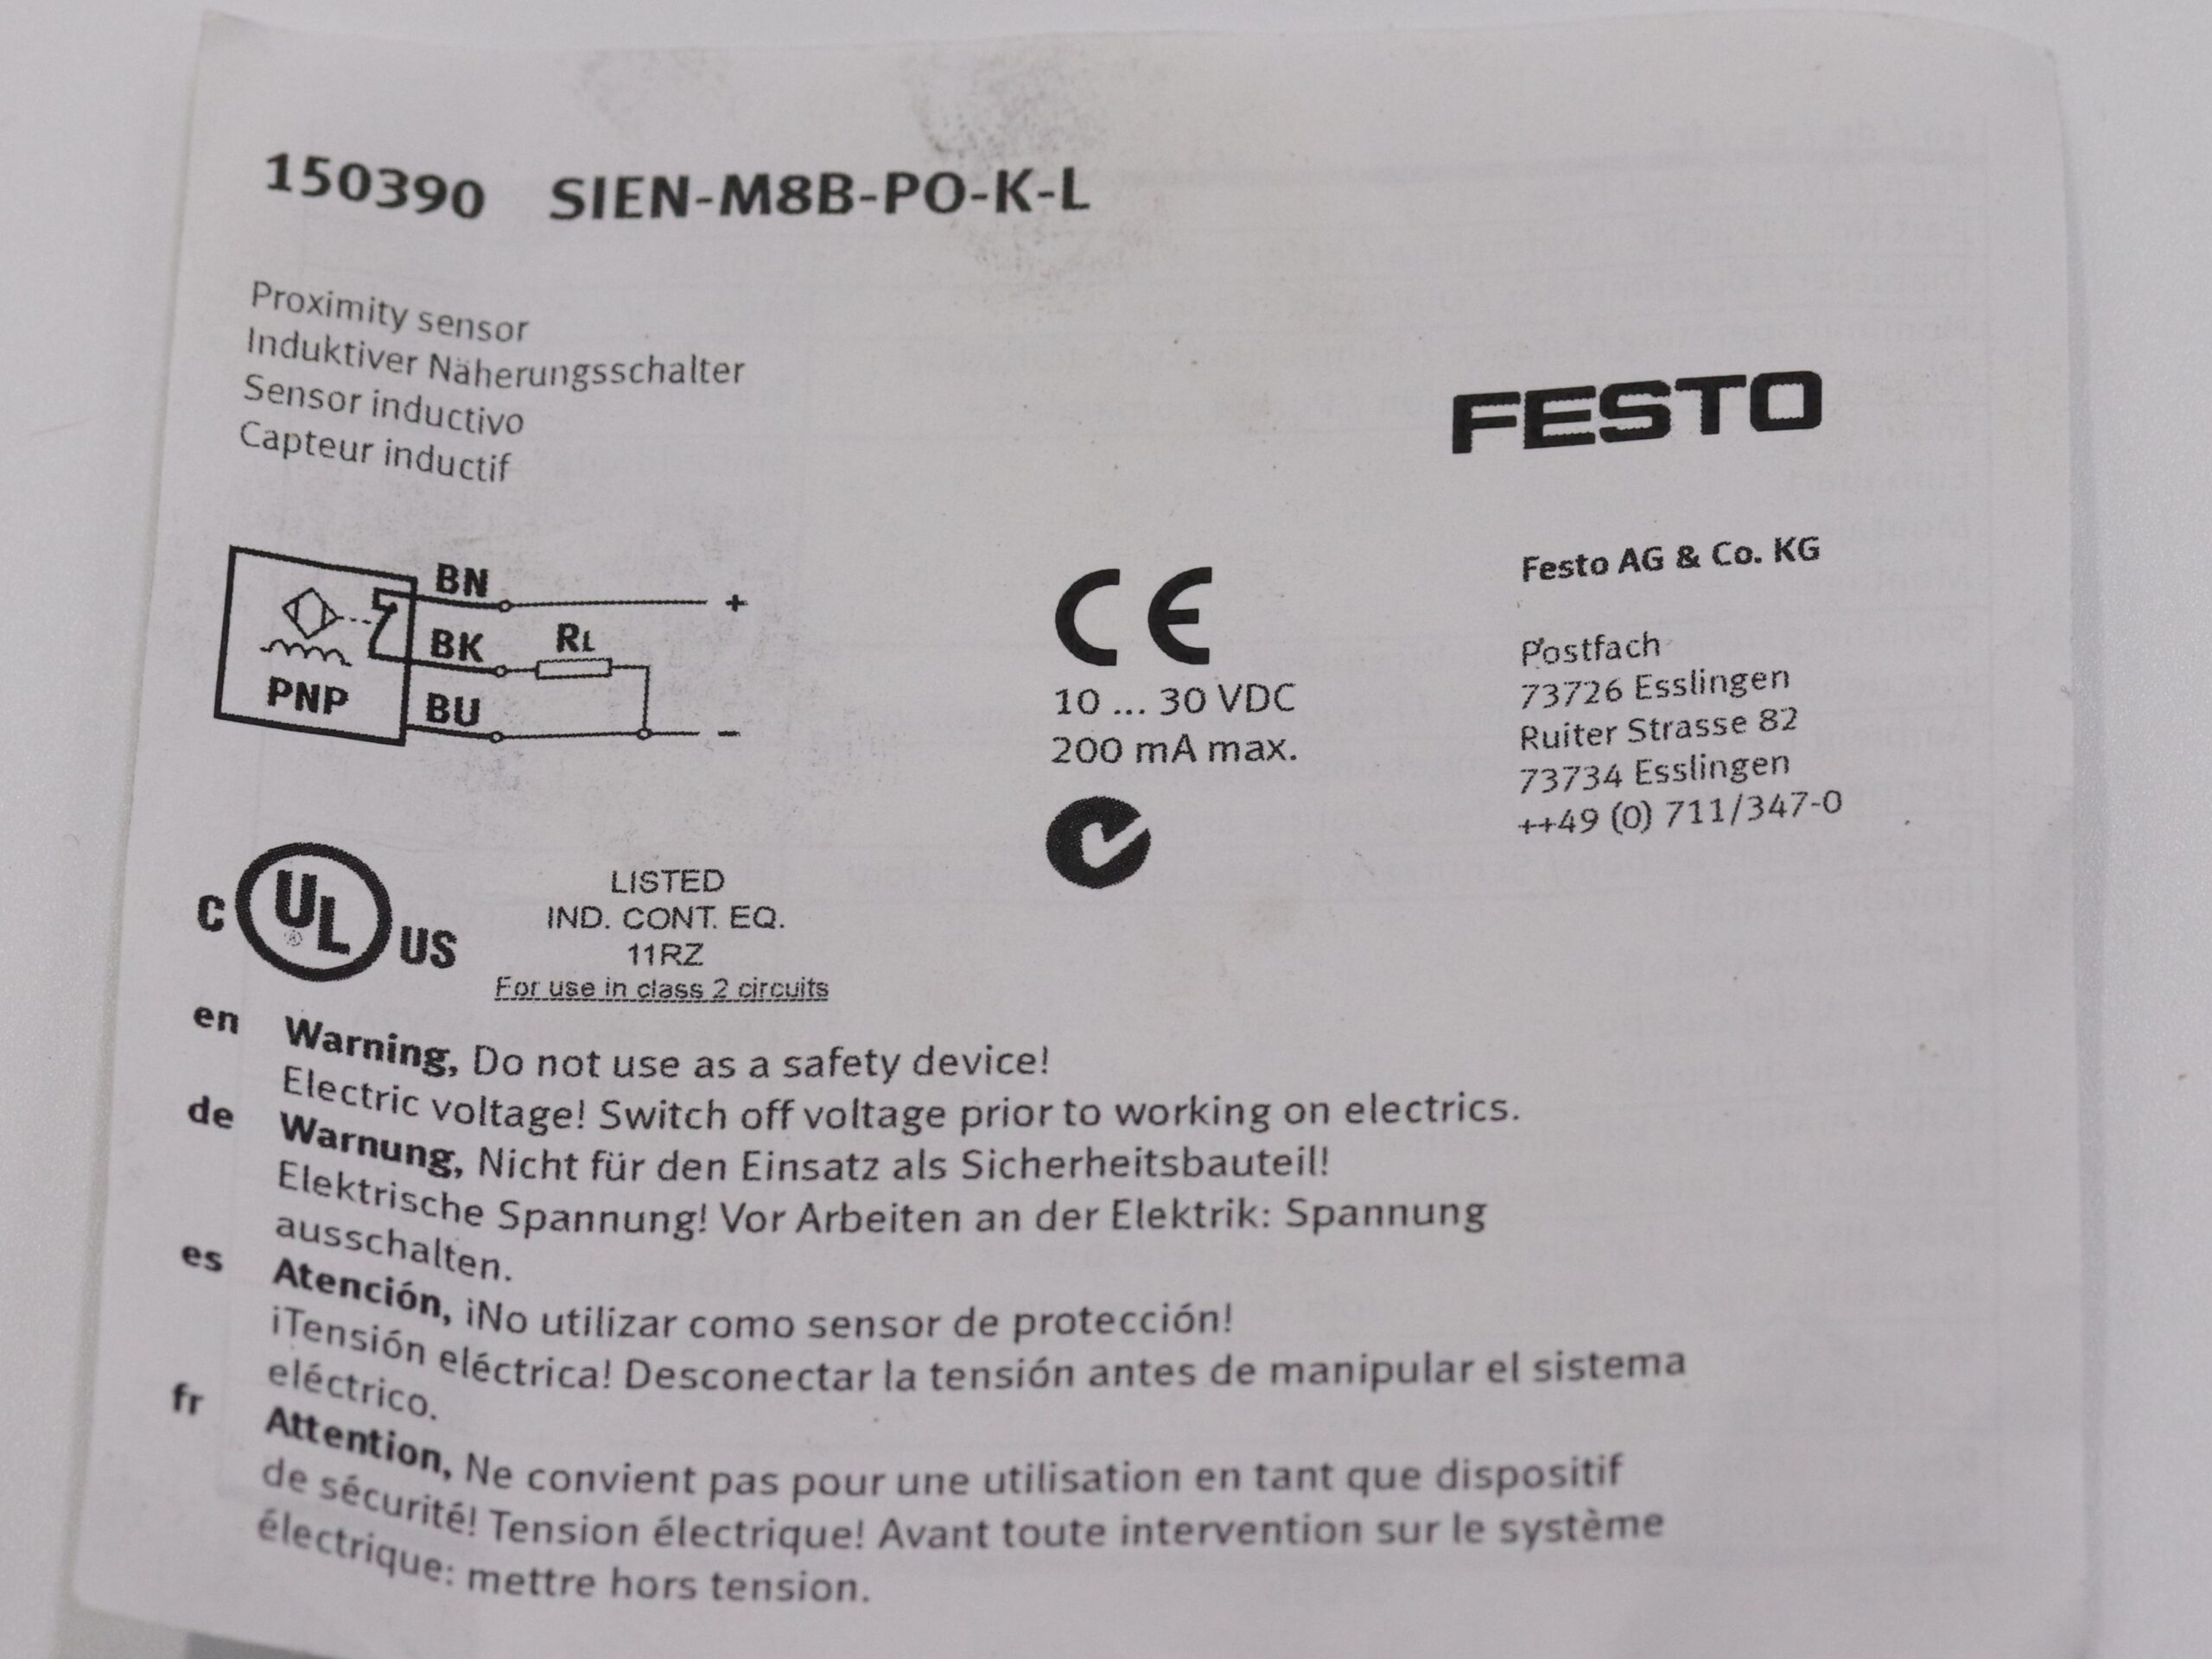 150390 SIEN-M8B-PO-K-L
Proximity sensor
Induktiver Näherungsschalter
Sensor inductivo
Capteur inductif
FESTO
Festo AG & Co. KG
Postfach
73726 Esslingen
Ruiter Strasse 82
73734 Esslingen
++49 (0) 711/347-0
BN
+
BK
RL
PNP
BU
–
CE
10 ... 30 VDC
200 mA max.
C UL ® US
LISTED
IND. CONT. EQ.
11RZ
For use in class 2 circuits
en Warning, Do not use as a safety device!
Electric voltage! Switch off voltage prior to working on electrics.
de Warnung, Nicht für den Einsatz als Sicherheitsbauteil!
Elektrische Spannung! Vor Arbeiten an der Elektrik: Spannung
ausschalten.
es Atención, ¡No utilizar como sensor de protección!
¡Tensión eléctrica! Desconectar la tensión antes de manipular el sistema
eléctrico.
fr Attention, Ne convient pas pour une utilisation en tant que dispositif
de sécurité! Tension électrique! Avant toute intervention sur le système
électrique: mettre hors tension.